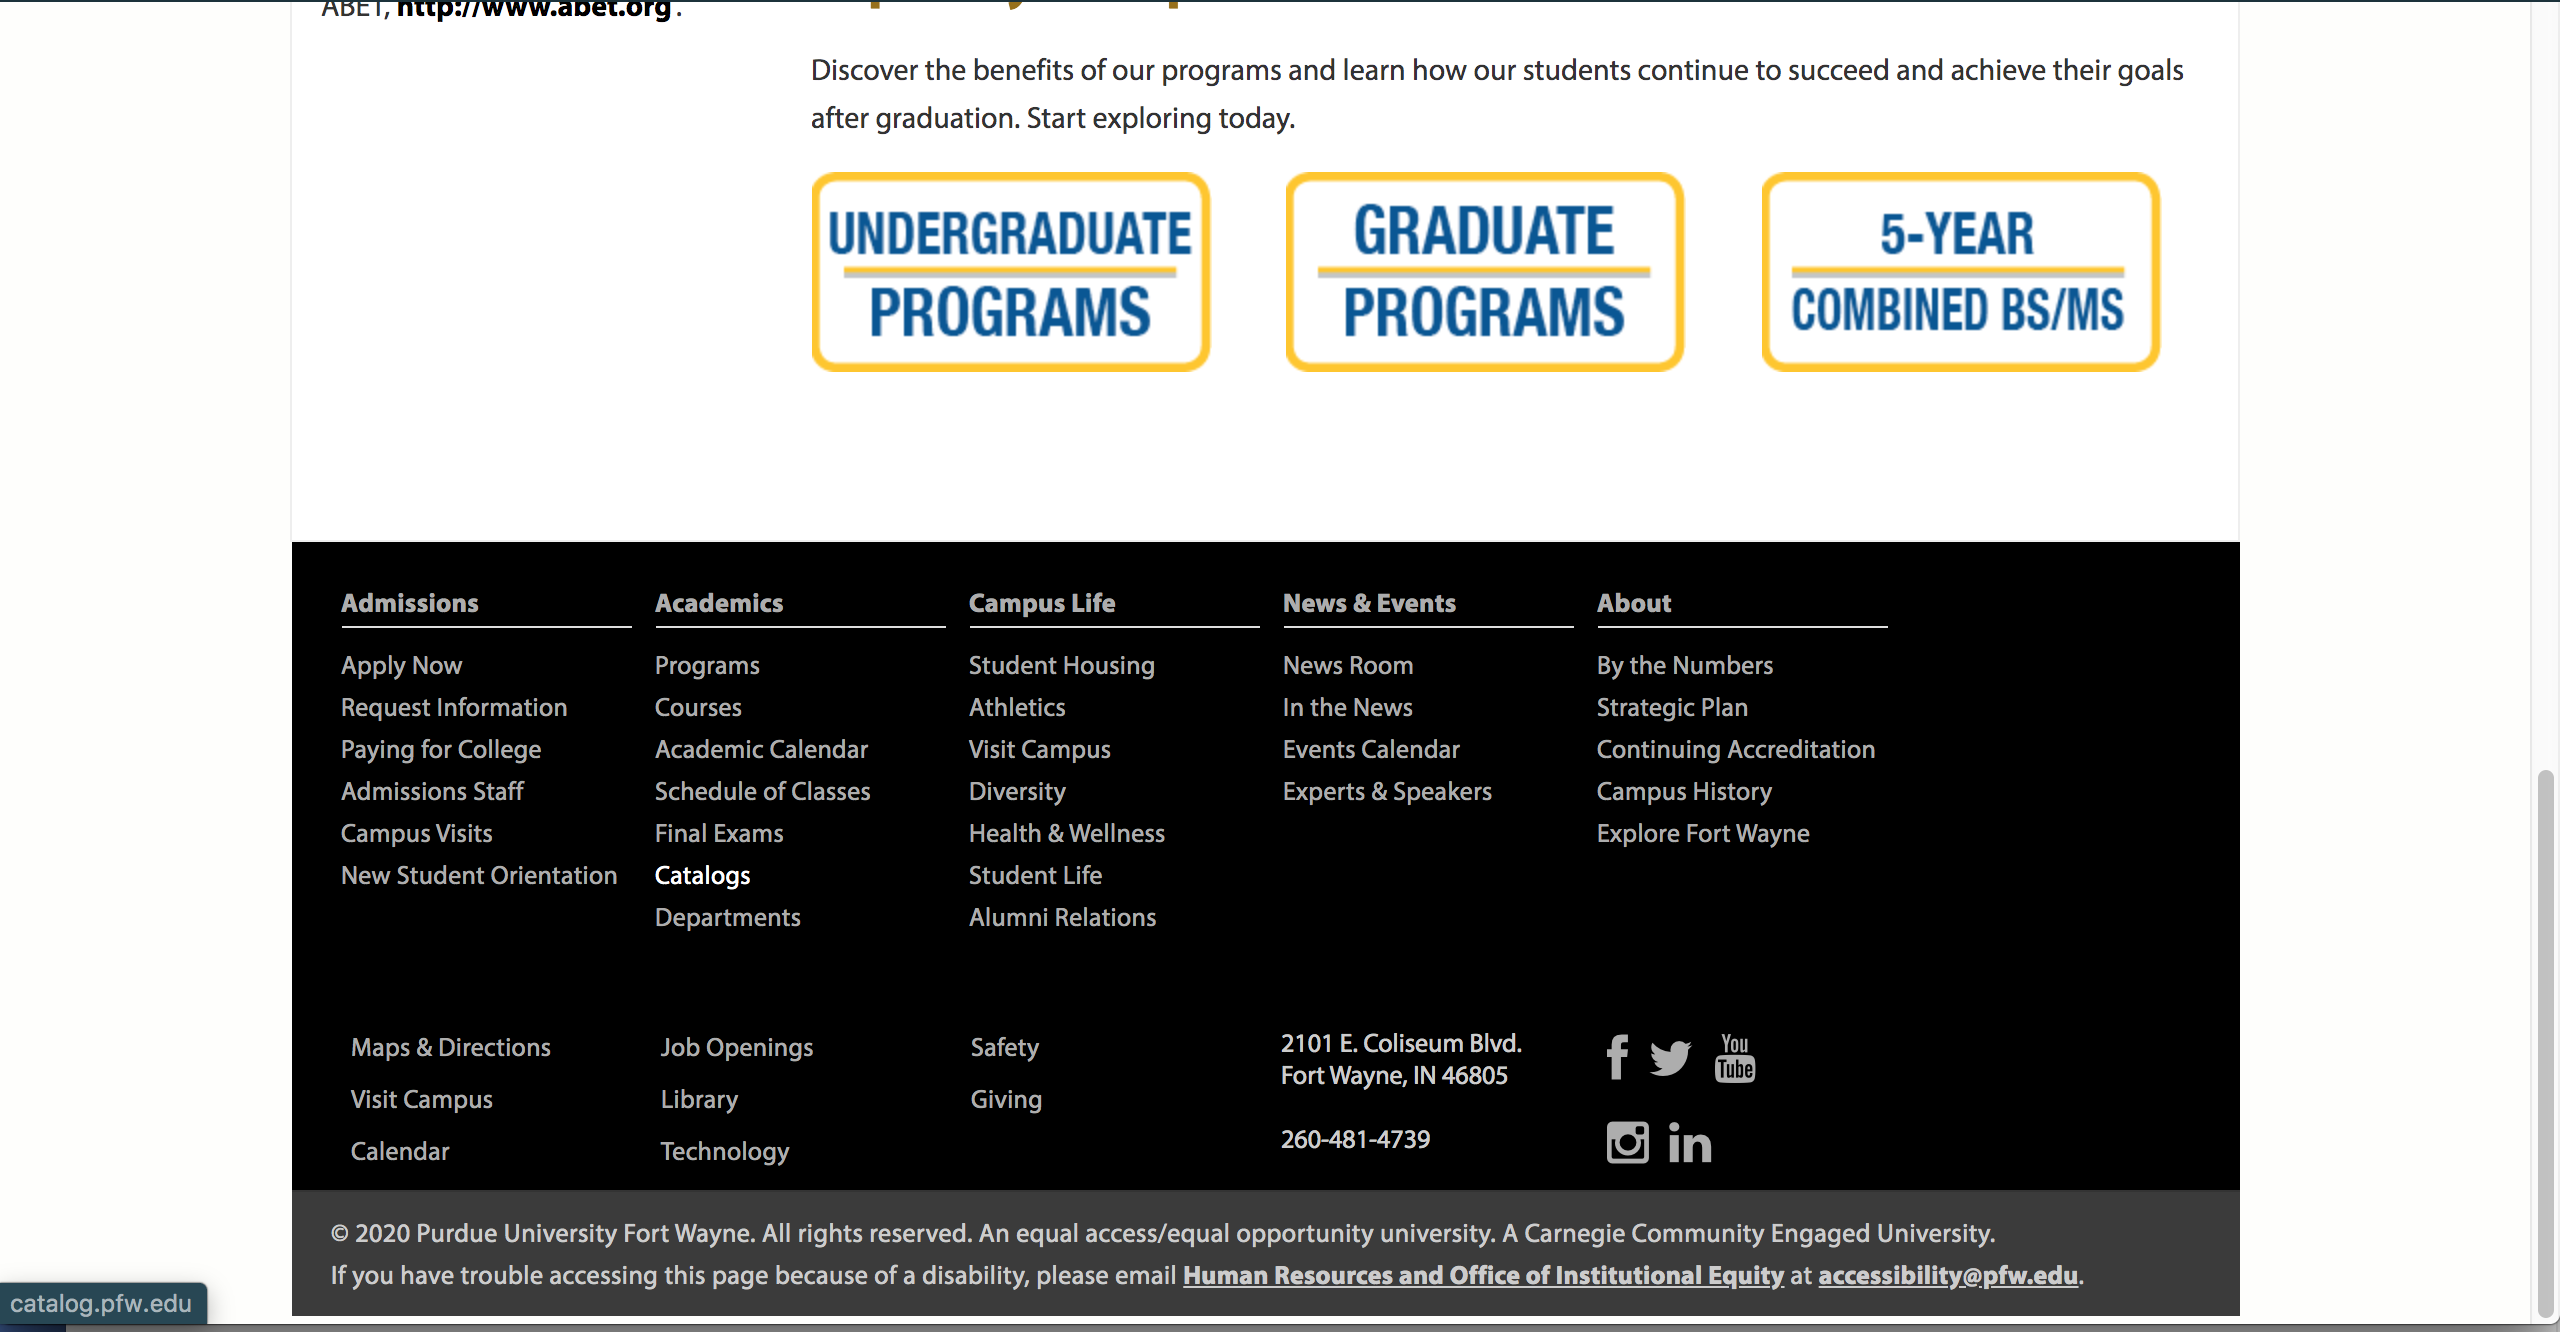 ABET, http://www.abet.org .
Discover the benefits of our programs and learn how our students continue to succeed and achieve their goals
after graduation. Start exploring today.
UNDERGRADUATE
PROGRAMS
GRADUATE
PROGRAMS
5-YEAR
COMBINED BS/MS
Admissions
Apply Now
Request Information
Paying for College
Admissions Staff
Campus Visits
New Student Orientation
Academics
Programs
Courses
Academic Calendar
Schedule of Classes
Final Exams
Catalogs
Departments
Campus Life
Student Housing
Athletics
Visit Campus
Diversity
Health & Wellness
Student Life
Alumni Relations
News & Events
News Room
In the News
Events Calendar
Experts & Speakers
About
By the Numbers
Strategic Plan
Continuing Accreditation
Campus History
Explore Fort Wayne
Maps & Directions
Visit Campus
Calendar
Job Openings
Library
Technology
Safety
Giving
2101 E. Coliseum Blvd.
Fort Wayne, IN 46805
260-481-4739
f
You
Tube
in
© 2020 Purdue University Fort Wayne. All rights reserved. An equal access/equal opportunity university. A Carnegie Community Engaged University.
If you have trouble accessing this page because of a disability, please email Human Resources and Office of Institutional Equity at accessibility@pfw.edu.
catalog.pfw.edu